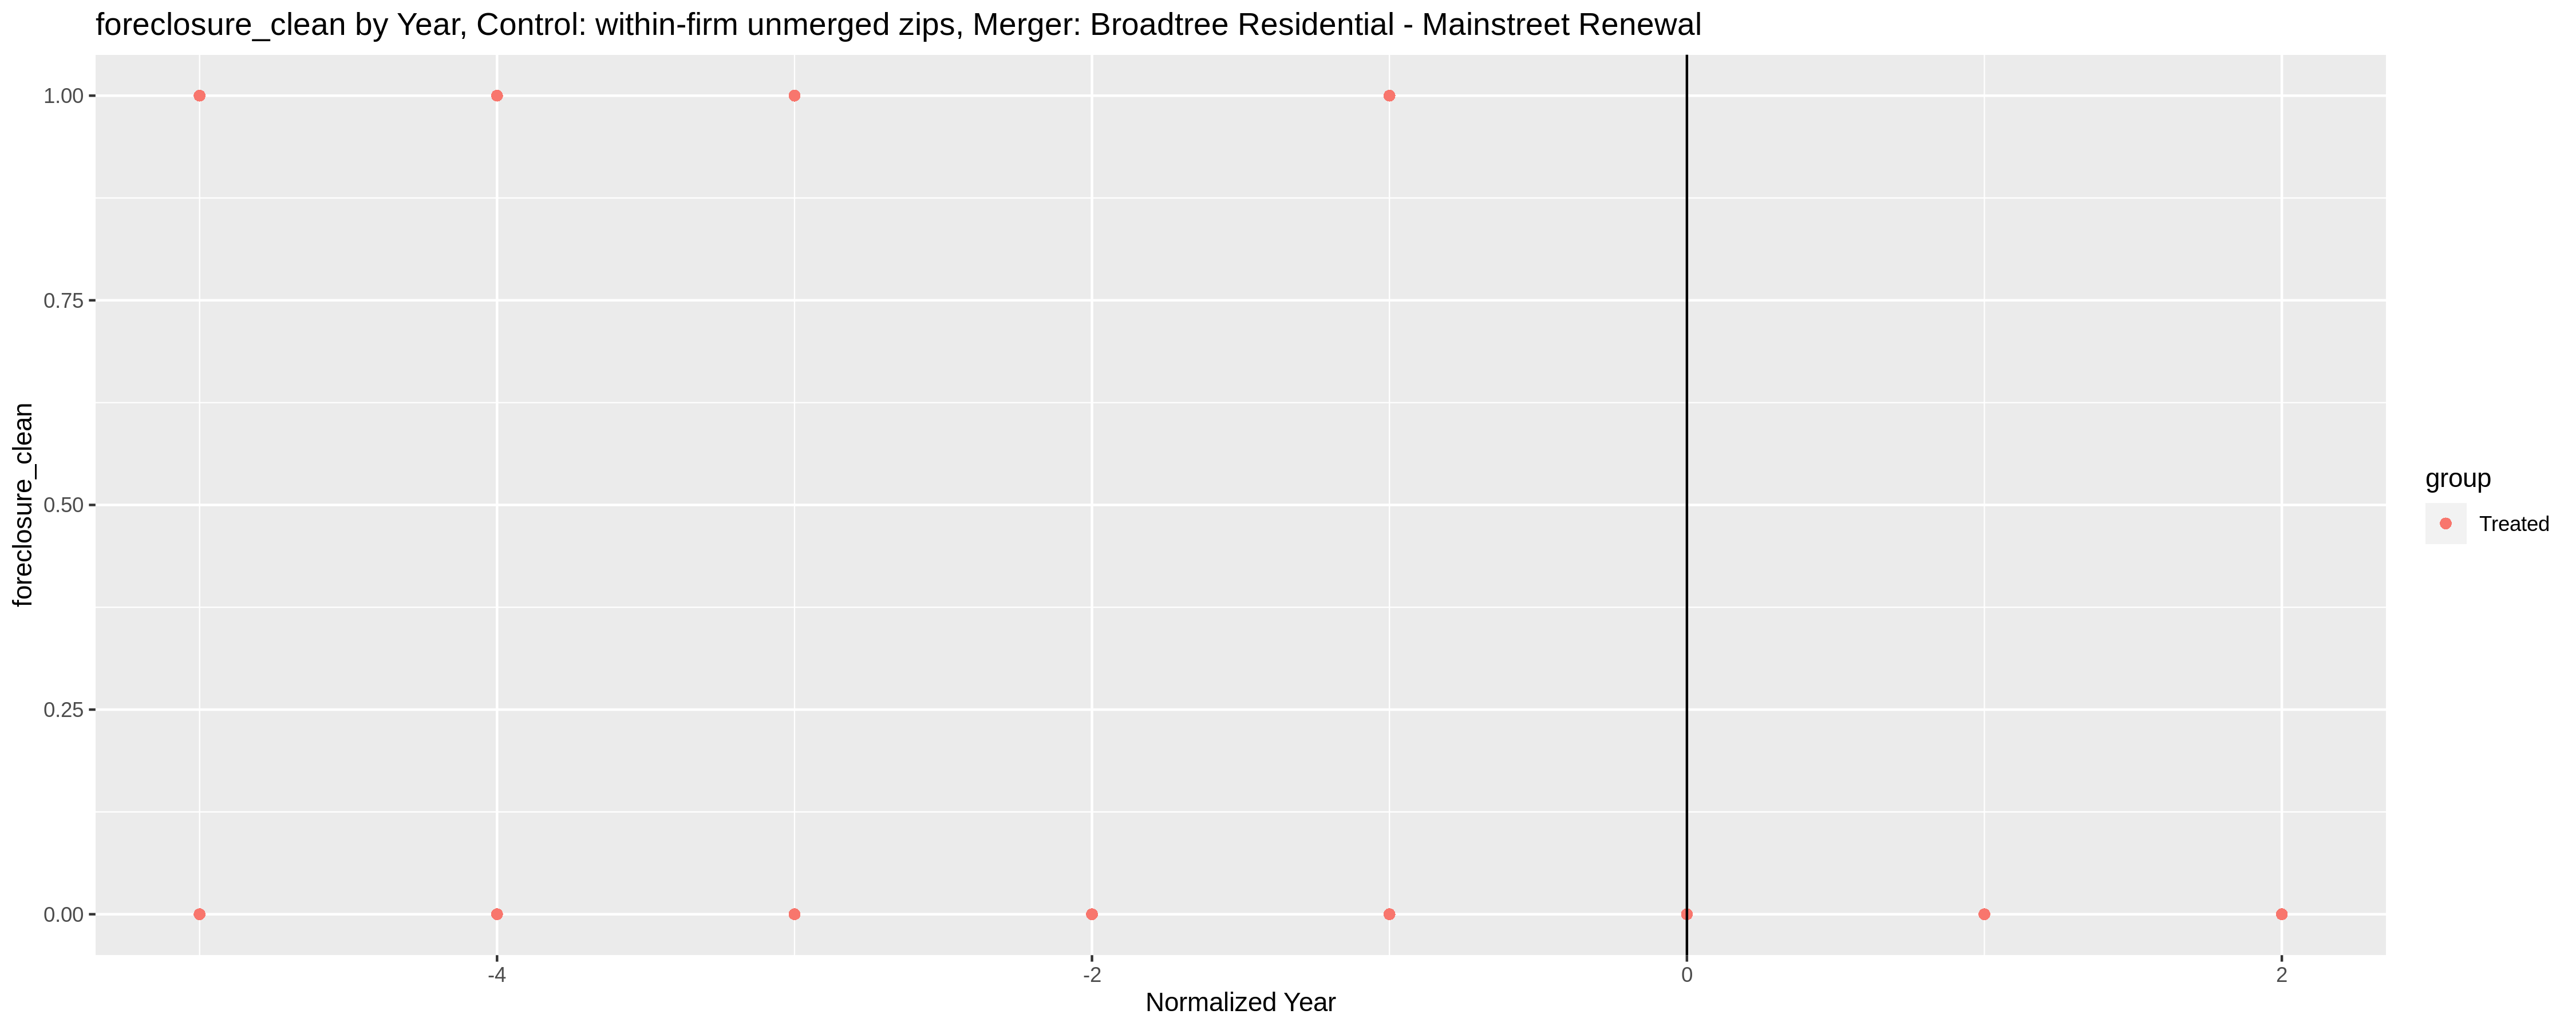 foreclosure_clean by Year, Control: within-firm unmerged zips, Merger: Broadtree Residential - Mainstreet Renewal
1.00
0.75
0.50
0.25
0.00
foreclosure_clean
-4
-2
0
2
Normalized Year
group
Treated